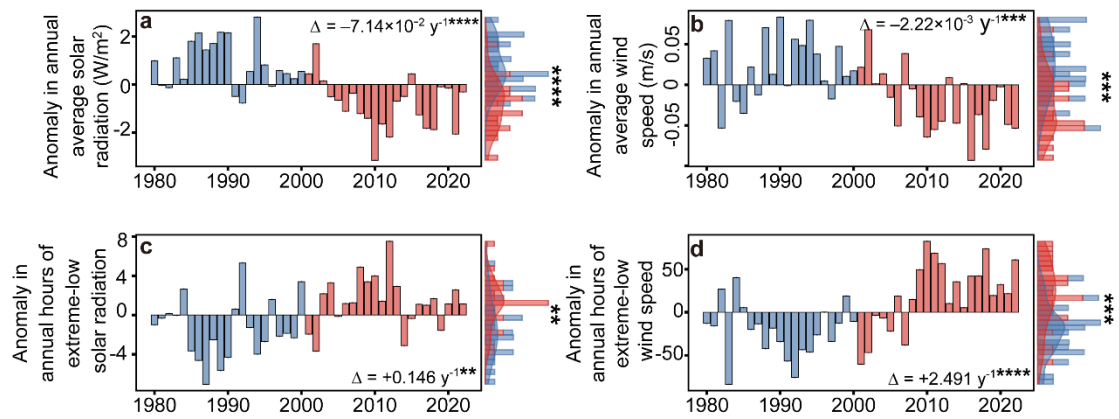 a
Δ = –7.14×10⁻² y⁻¹****
Anomaly in annual
average solar
radiation (W/m²)
2
0
-2
1980 1990 2000 2010 2020
****
b
Δ = –2.22×10⁻³ y⁻¹***
Anomaly in annual
average wind
speed (m/s)
0.05
-0.05
1980 1990 2000 2010 2020
***
c
Anomaly in
annual hours of
extreme-low
solar radiation
8
4
0
-4
Δ = +0.146 y⁻¹**
1980 1990 2000 2010 2020
**
d
Anomaly in
annual hours of
extreme-low
wind speed
50
0
-50
Δ = +2.491 y⁻¹****
1980 1990 2000 2010 2020
***